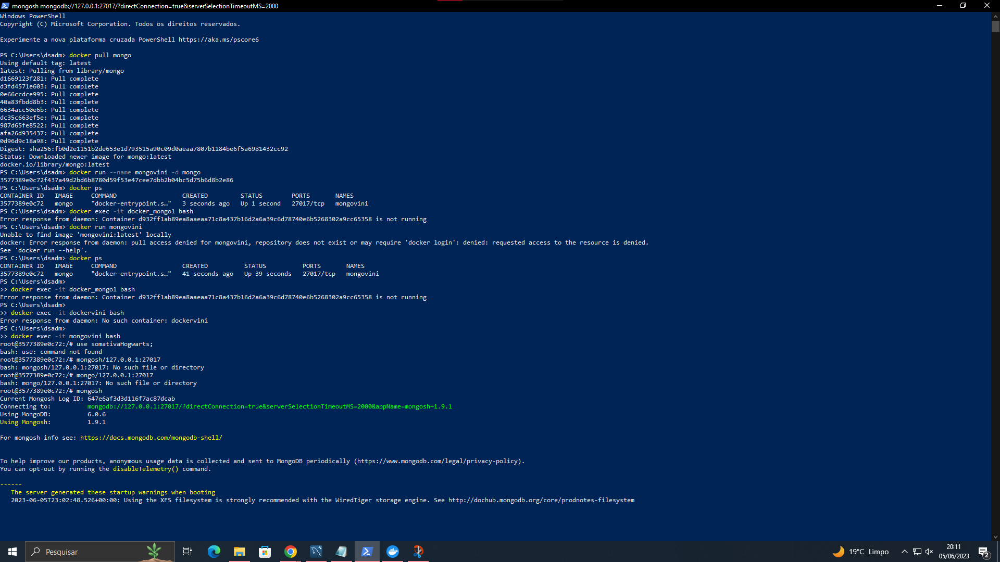 mongosh mongodb://127.0.0.1:27017/?directConnection=true&serverSelectionTimeoutMS=2000
Windows PowerShell
Copyright (C) Microsoft Corporation. Todos os direitos reservados.
Experimente a nova plataforma cruzada PowerShell https://aka.ms/pscore6
PS C:\Users\dsadm> docker pull mongo
Using default tag: latest
latest: Pulling from library/mongo
d1669123f281: Pull complete
d3fd4571e603: Pull complete
0e66ccdce995: Pull complete
40a83fbdd8b3: Pull complete
6634acc50e6b: Pull complete
dc35c663ef5e: Pull complete
987d65fe8522: Pull complete
afa26d935437: Pull complete
0d96d9c18a98: Pull complete
Digest: sha256:fb0d2e1151b2de653e1d793515a90c09d0aeaa7807b1184be6f5a6981432cc92
Status: Downloaded newer image for mongo:latest
docker.io/library/mongo:latest
PS C:\Users\dsadm> docker run --name mongovini -d mongo
3577389e0c72f437a49d2bd6b8780d59f53e47cee7dbb2b04bc5d75b6d8b2e86
PS C:\Users\dsadm> docker ps
CONTAINER ID   IMAGE     COMMAND                  CREATED         STATUS        PORTS       NAMES
3577389e0c72   mongo     "docker-entrypoint.s…"   3 seconds ago   Up 1 second   27017/tcp   mongovini
PS C:\Users\dsadm> docker exec -it docker_mongo1 bash
Error response from daemon: Container d932ff1ab89ea8aaeaa71c8a437b16d2a6a39c6d78740e6b5268302a9cc65358 is not running
PS C:\Users\dsadm> docker run mongovini
Unable to find image 'mongovini:latest' locally
docker: Error response from daemon: pull access denied for mongovini, repository does not exist or may require 'docker login': denied: requested access to the resource is denied.
See 'docker run --help'.
PS C:\Users\dsadm> docker ps
CONTAINER ID   IMAGE     COMMAND                  CREATED          STATUS          PORTS       NAMES
3577389e0c72   mongo     "docker-entrypoint.s…"   41 seconds ago   Up 39 seconds   27017/tcp   mongovini
PS C:\Users\dsadm>
>> docker exec -it docker_mongo1 bash
Error response from daemon: Container d932ff1ab89ea8aaeaa71c8a437b16d2a6a39c6d78740e6b5268302a9cc65358 is not running
PS C:\Users\dsadm>
>> docker exec -it dockervini bash
Error response from daemon: No such container: dockervini
PS C:\Users\dsadm>
>> docker exec -it mongovini bash
root@3577389e0c72:/# use somativaHogwarts;
bash: use: command not found
root@3577389e0c72:/# mongosh/127.0.0.1:27017
bash: mongosh/127.0.0.1:27017: No such file or directory
root@3577389e0c72:/# mongo/127.0.0.1:27017
bash: mongo/127.0.0.1:27017: No such file or directory
root@3577389e0c72:/# mongosh
Current Mongosh Log ID: 647e6af3d3d116f7ac87dcab
Connecting to:          mongodb://127.0.0.1:27017/?directConnection=true&serverSelectionTimeoutMS=2000&appName=mongosh+1.9.1
Using MongoDB:          6.0.6
Using Mongosh:          1.9.1
For mongosh info see: https://docs.mongodb.com/mongodb-shell/
To help improve our products, anonymous usage data is collected and sent to MongoDB periodically (https://www.mongodb.com/legal/privacy-policy).
You can opt-out by running the disableTelemetry() command.
------
The server generated these startup warnings when booting
2023-06-05T23:02:48.526+00:00: Using the XFS filesystem is strongly recommended with the WiredTiger storage engine. See http://dochub.mongodb.org/core/prodnotes-filesystem
Pesquisar
19°C Limpo
20:11
05/06/2023
2